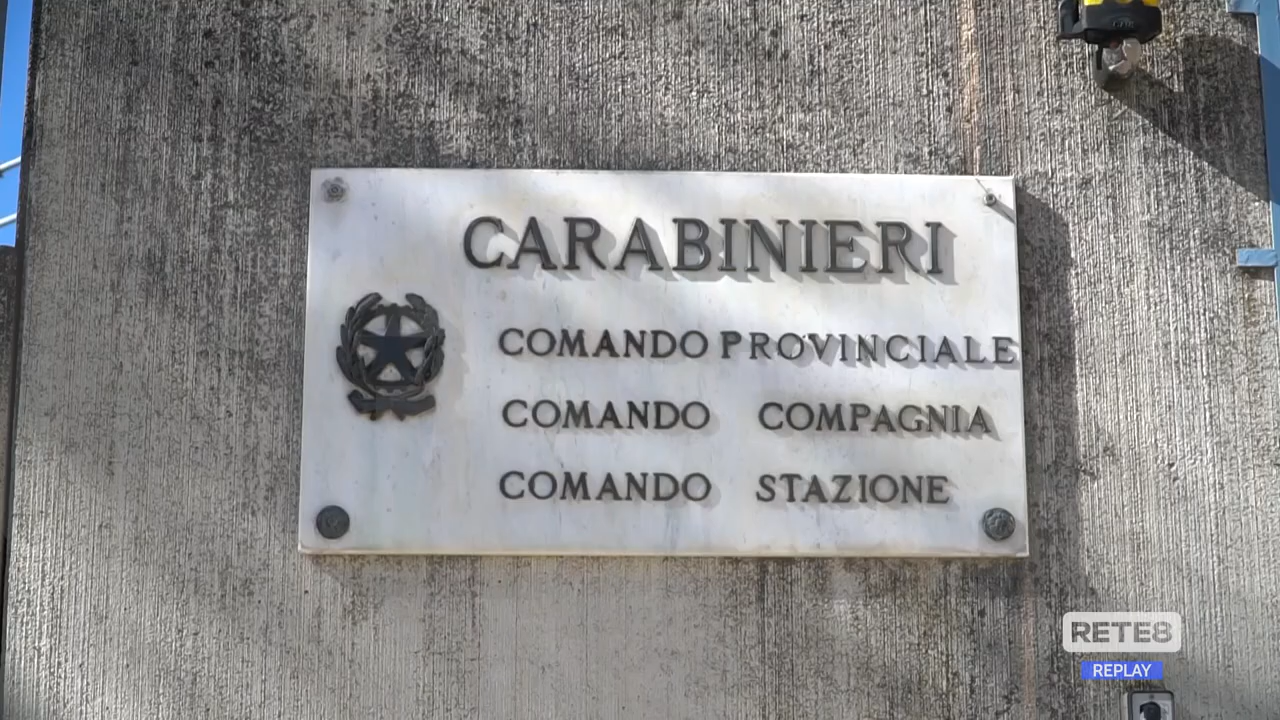 CARABINIERI
COMANDO PROVINCIALE
COMANDO COMPAGNIA
COMANDO STAZIONE
RETE8
REPLAY